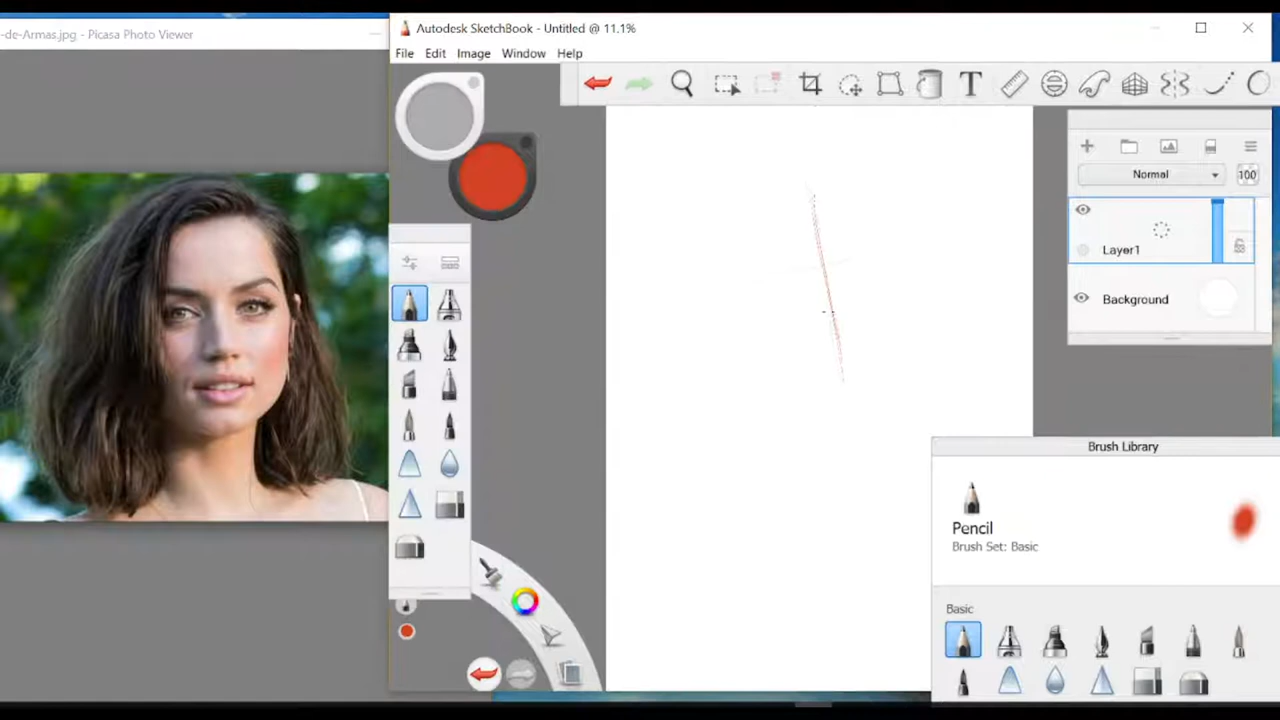 -de-Armas.jpg - Picasa Photo Viewer
Autodesk SketchBook - Untitled @ 11.1%
File Edit Image Window Help
T
Normal 100
Layer1
Background
Brush Library
Pencil
Brush Set: Basic
Basic